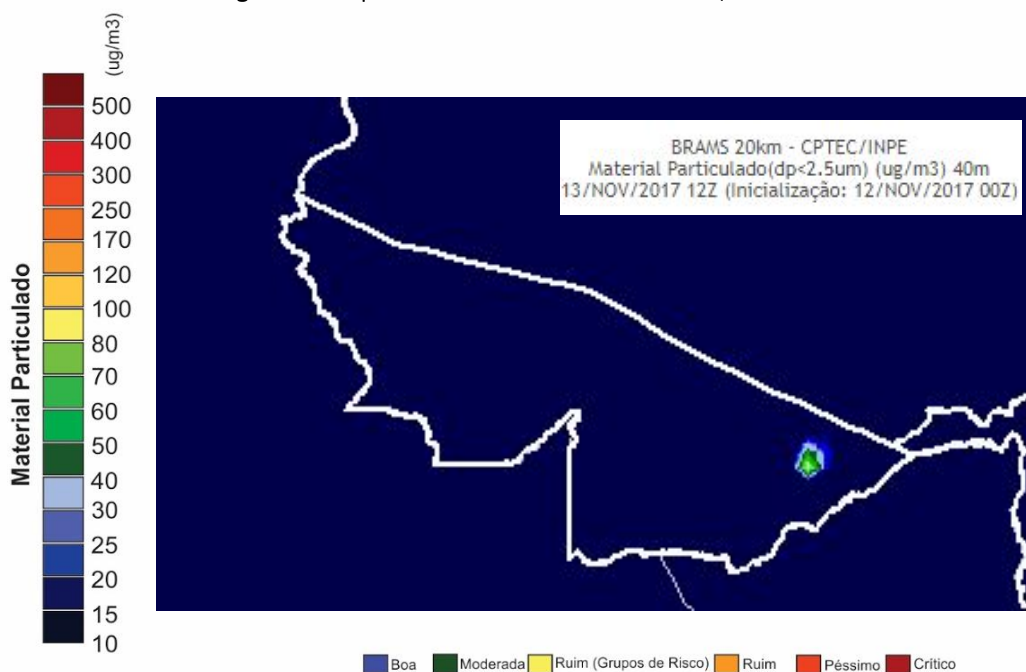 (ug/m3)
Material Particulado
500
400
300
250
170
120
100
80
70
60
50
40
30
25
20
15
10
BRAMS 20km - CPTEC/INPE
Material Particulado(dp<2.5um) (ug/m3) 40m
13/NOV/2017 12Z (Inicialização: 12/NOV/2017 00Z)
Boa Moderada Ruim (Grupos de Risco) Ruim Péssimo Crítico